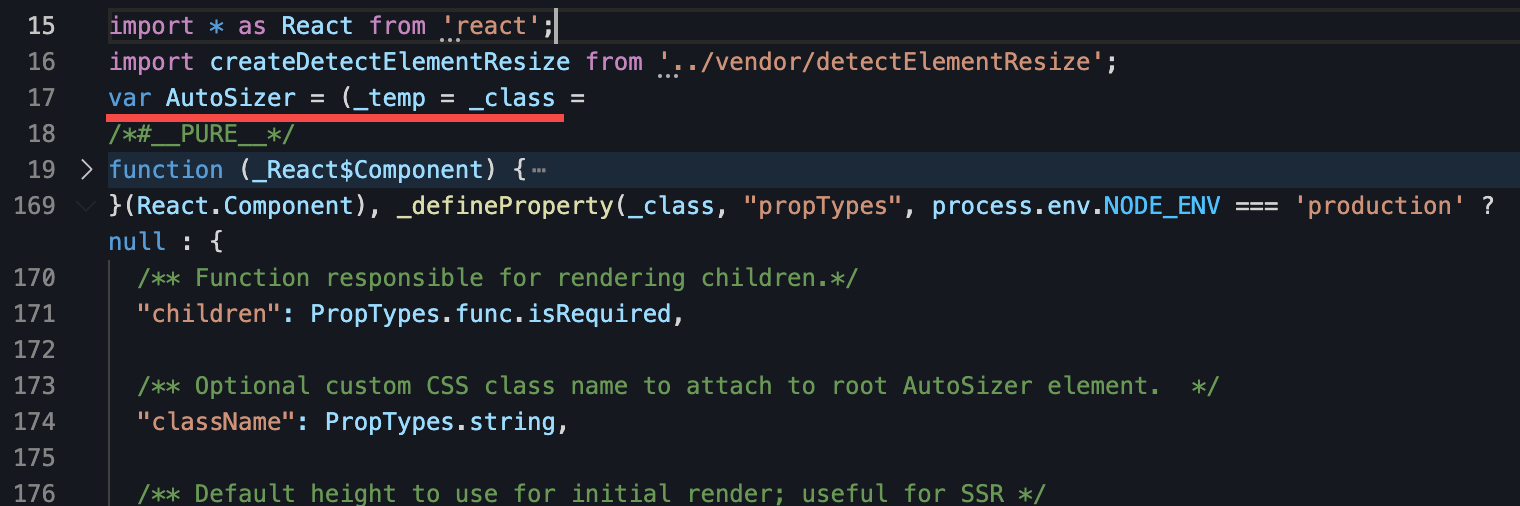 15 import * as React from 'react';
16 import createDetectElementResize from '../vendor/detectElementResize';
17 var AutoSizer = (_temp = _class =
18 /*#__PURE__*/
19 function (_React$Component) {⋯
169 }(React.Component), _defineProperty(_class, "propTypes", process.env.NODE_ENV === 'production' ?
null : {
170 /** Function responsible for rendering children.*/
171 "children": PropTypes.func.isRequired,
172
173 /** Optional custom CSS class name to attach to root AutoSizer element.  */
174 "className": PropTypes.string,
175
176 /** Default height to use for initial render; useful for SSR */